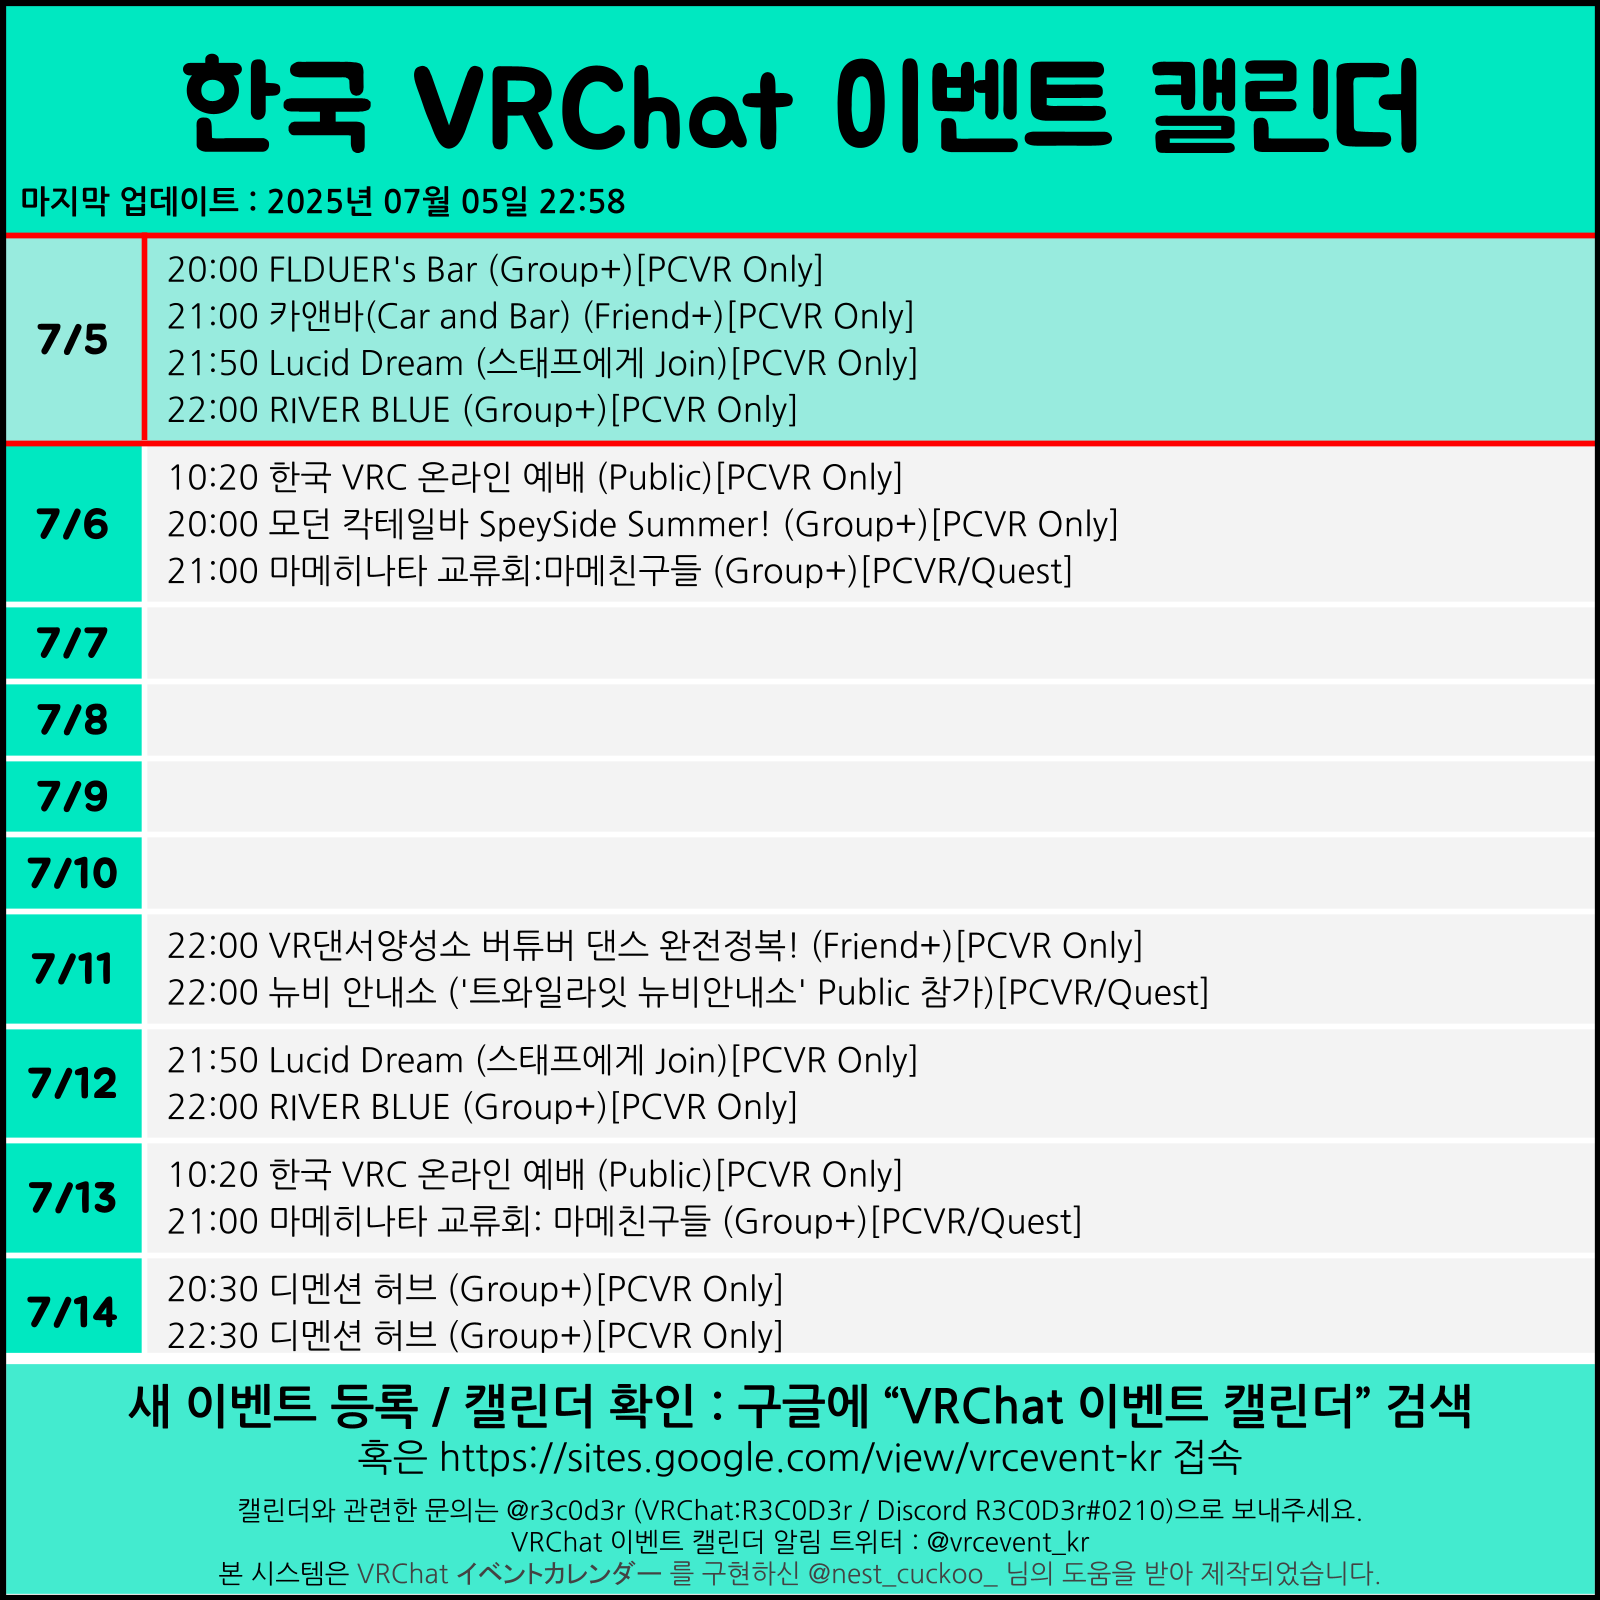 한국 VRChat 이벤트 캘린더
마지막 업데이트 : 2025년 07월 05일 22:58
7/5
20:00 FLDUER's Bar (Group+)[PCVR Only]
21:00 카앤바(Car and Bar) (Friend+)[PCVR Only]
21:50 Lucid Dream (스태프에게 Join)[PCVR Only]
22:00 RIVER BLUE (Group+)[PCVR Only]
7/6
10:20 한국 VRC 온라인 예배 (Public)[PCVR Only]
20:00 모던 칵테일바 SpeySide Summer! (Group+)[PCVR Only]
21:00 마메히나타 교류회:마메친구들 (Group+)[PCVR/Quest]
7/7
7/8
7/9
7/10
7/11
22:00 VR댄서양성소 버튜버 댄스 완전정복! (Friend+)[PCVR Only]
22:00 뉴비 안내소 ('트와일라잇 뉴비안내소' Public 참가)[PCVR/Quest]
7/12
21:50 Lucid Dream (스태프에게 Join)[PCVR Only]
22:00 RIVER BLUE (Group+)[PCVR Only]
7/13
10:20 한국 VRC 온라인 예배 (Public)[PCVR Only]
21:00 마메히나타 교류회: 마메친구들 (Group+)[PCVR/Quest]
7/14
20:30 디멘션 허브 (Group+)[PCVR Only]
22:30 디멘션 허브 (Group+)[PCVR Only]
새 이벤트 등록 / 캘린더 확인 : 구글에 “VRChat 이벤트 캘린더” 검색
혹은 https://sites.google.com/view/vrcevent-kr 접속
캘린더와 관련한 문의는 @r3c0d3r (VRChat:R3C0D3r / Discord R3C0D3r#0210)으로 보내주세요.
VRChat 이벤트 캘린더 알림 트위터 : @vrcevent_kr
본 시스템은 VRChat イベントカレンダー 를 구현하신 @nest_cuckoo_ 님의 도움을 받아 제작되었습니다.